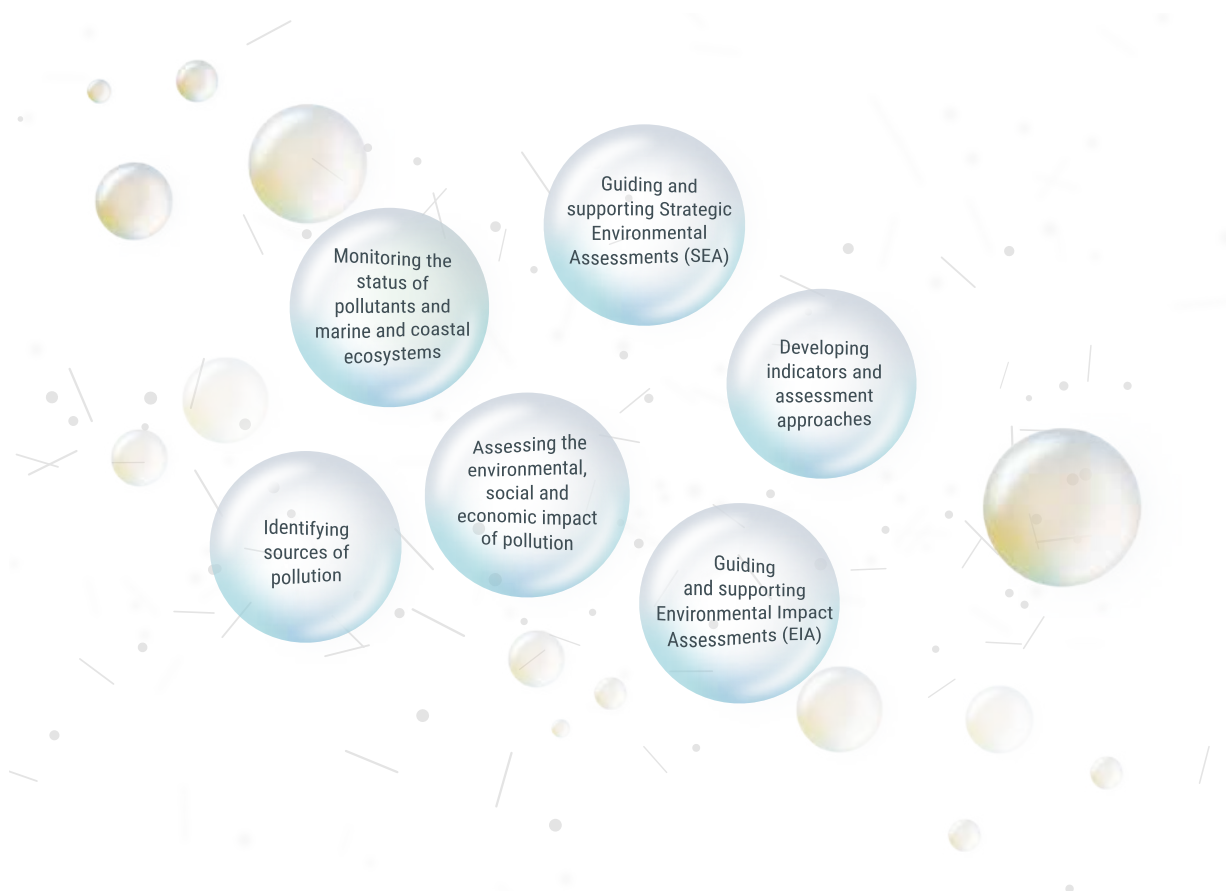 Guiding and
supporting Strategic
Environmental
Assessments (SEA)
Monitoring the
status of
pollutants and
marine and coastal
ecosystems
Developing
indicators and
assessment
approaches
Assessing the
environmental,
social and
economic impact
of pollution
Identifying
sources of
pollution
Guiding
and supporting
Environmental Impact
Assessments (EIA)